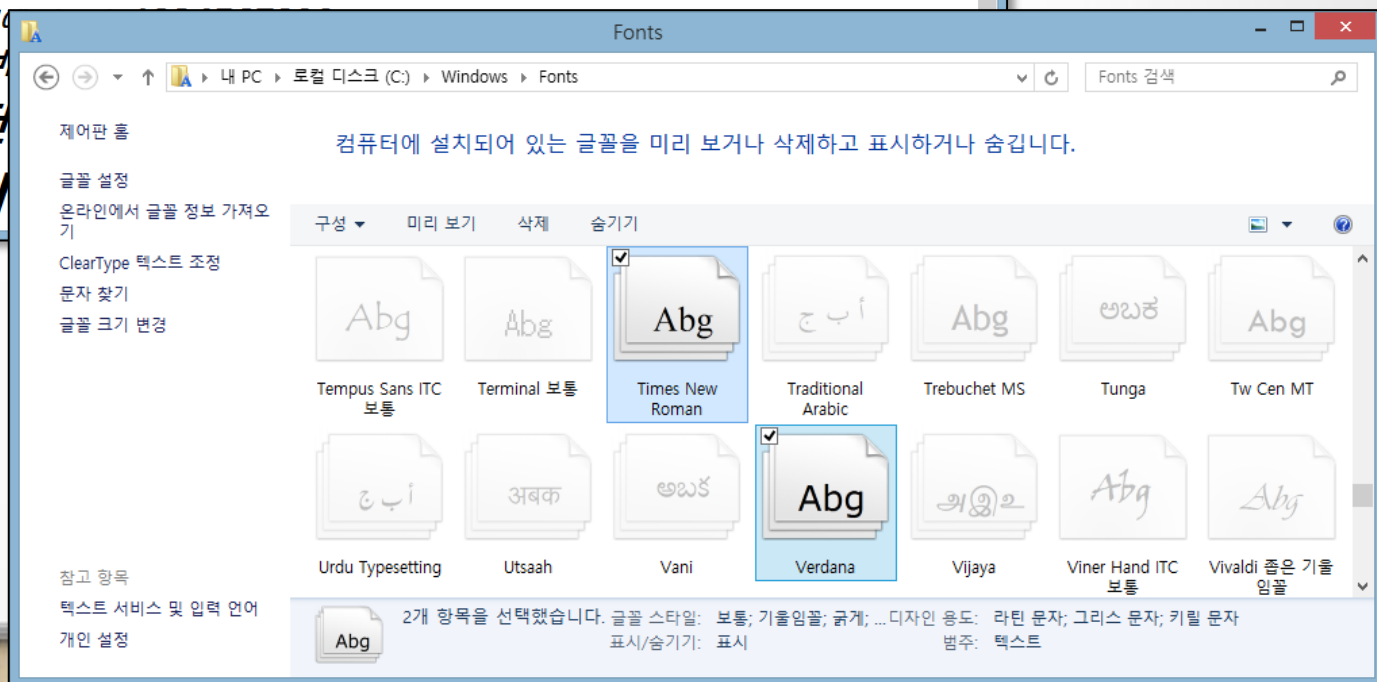 Fonts
내 PC 로컬 디스크 (C:) Windows Fonts
Fonts 검색
제어판 홈
글꼴 설정
온라인에서 글꼴 정보 가져오
기
ClearType 텍스트 조정
문자 찾기
글꼴 크기 변경
참고 항목
텍스트 서비스 및 입력 언어
개인 설정
컴퓨터에 설치되어 있는 글꼴을 미리 보거나 삭제하고 표시하거나 숨깁니다.
구성 미리 보기 삭제 숨기기
Abg Abg Abg أ ب ج Abg ಅಬಕ Abg
Tempus Sans ITC
보통
Terminal 보통
Times New
Roman
Traditional
Arabic
Trebuchet MS
Tunga
Tw Cen MT
أ ب ج अबक అబక Abg அஇஉ Abg Abg
Urdu Typesetting
Utsaah
Vani
Verdana
Vijaya
Viner Hand ITC
보통
Vivaldi 좁은 기울
임꼴
Abg
2개 항목을 선택했습니다. 글꼴 스타일: 보통; 기울임꼴; 굵게; ... 디자인 용도: 라틴 문자; 그리스 문자; 키릴 문자
표시/숨기기: 표시 범주: 텍스트